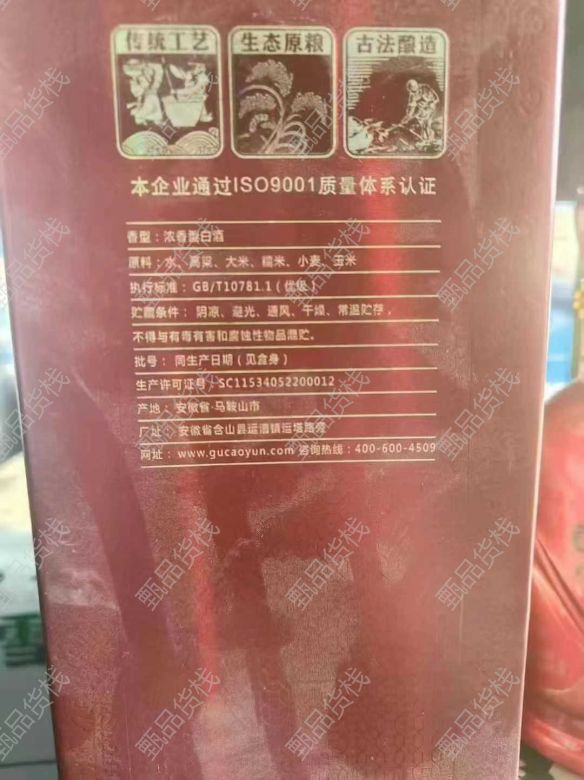 传统工艺
生态原粮
古法酿造
本企业通过ISO9001质量体系认证
香型：浓香型白酒
原料：水、高粱、大米、糯米、小麦、玉米
执行标准：GB/T10781.1（优级）
贮藏条件：阴凉、避光、通风、干燥、常温贮存，
不得与有毒有害和腐蚀性物品混贮。
批号：同生产日期（见盒身）
生产许可证号：SC11534052200012
产地：安徽省·马鞍山市
厂址：安徽省含山县运漕镇运塔路旁
网址：www.gucaoyun.com 咨询热线：400-600-4509
甄品货栈